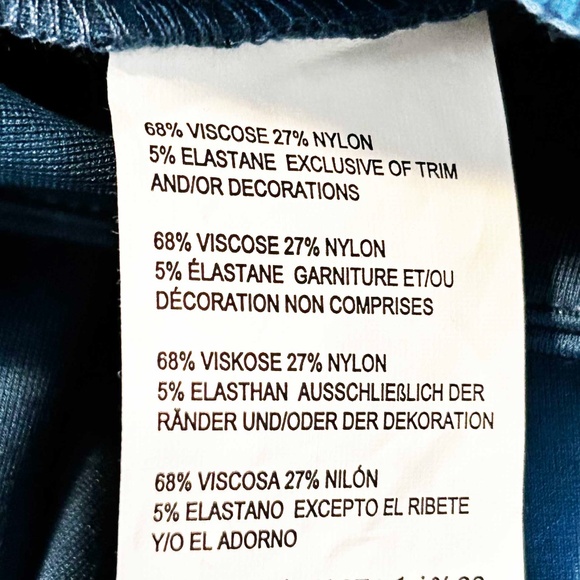 68% VISCOSE 27% NYLON
5% ELASTANE EXCLUSIVE OF TRIM
AND/OR DECORATIONS
68% VISCOSE 27% NYLON
5% ÉLASTANE GARNITURE ET/OU
DÉCORATION NON COMPRISES
68% VISKOSE 27% NYLON
5% ELASTHAN AUSSCHLIEßLICH DER
RÄNDER UND/ODER DER DEKORATION
68% VISCOSA 27% NILÓN
5% ELASTANO EXCEPTO EL RIBETE
Y/O EL ADORNO